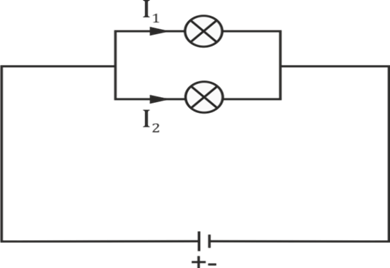 I₁
I₂
+-